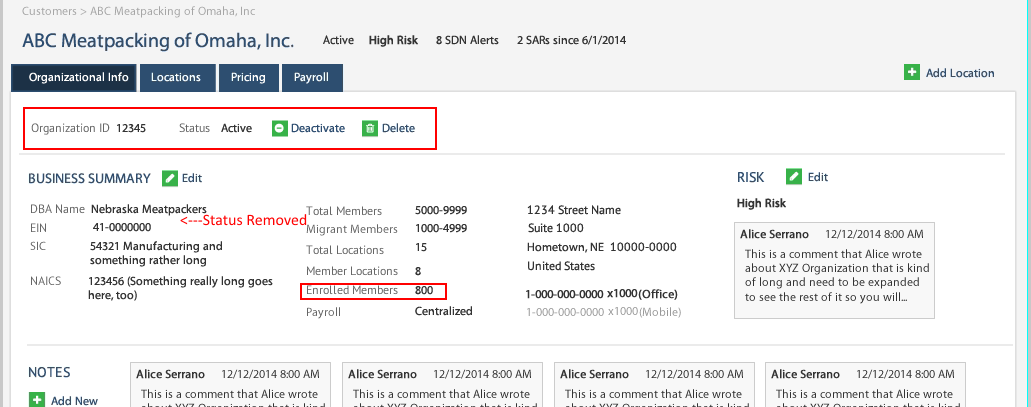 Customers > ABC Meatpacking of Omaha, Inc
ABC Meatpacking of Omaha, Inc. Active High Risk 8 SDN Alerts 2 SARs since 6/1/2014
Organizational Info Locations Pricing Payroll Add Location
Organization ID 12345 Status Active Deactivate Delete
BUSINESS SUMMARY Edit
DBA Name Nebraska Meatpackers
<---Status Removed
EIN 41-0000000
SIC 54321 Manufacturing and
something rather long
NAICS 123456 (Something really long goes
here, too)
Total Members 5000-9999
Migrant Members 1000-4999
Total Locations 15
Member Locations 8
Enrolled Members 800
Payroll Centralized
1234 Street Name
Suite 1000
Hometown, NE 10000-0000
United States
1-000-000-0000 x1000(Office)
1-000-000-0000 x1000(Mobile)
RISK Edit
High Risk
Alice Serrano 12/12/2014 8:00 AM
This is a comment that Alice wrote
about XYZ Organization that is kind
of long and need to be expanded
to see the rest of it so you will...
NOTES
Add New
Alice Serrano 12/12/2014 8:00 AM
This is a comment that Alice wrote
about XYZ Organization that is kind
Alice Serrano 12/12/2014 8:00 AM
This is a comment that Alice wrote
about XYZ Organization that is kind
Alice Serrano 12/12/2014 8:00 AM
This is a comment that Alice wrote
about XYZ Organization that is kind
Alice Serrano 12/12/2014 8:00 AM
This is a comment that Alice wrote
about XYZ Organization that is kind